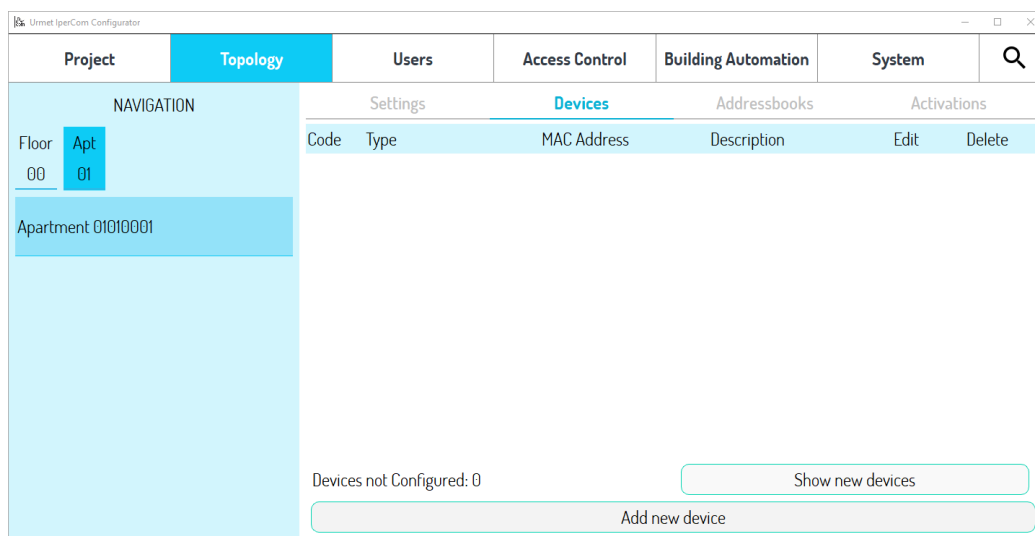 Urmet IperCom Configurator
Project Topology Users Access Control Building Automation System
NAVIGATION
Settings Devices Addressbooks Activations
Code Type MAC Address Description Edit Delete
Floor Apt
00 01
Apartment 01010001
Devices not Configured: 0 Show new devices
Add new device